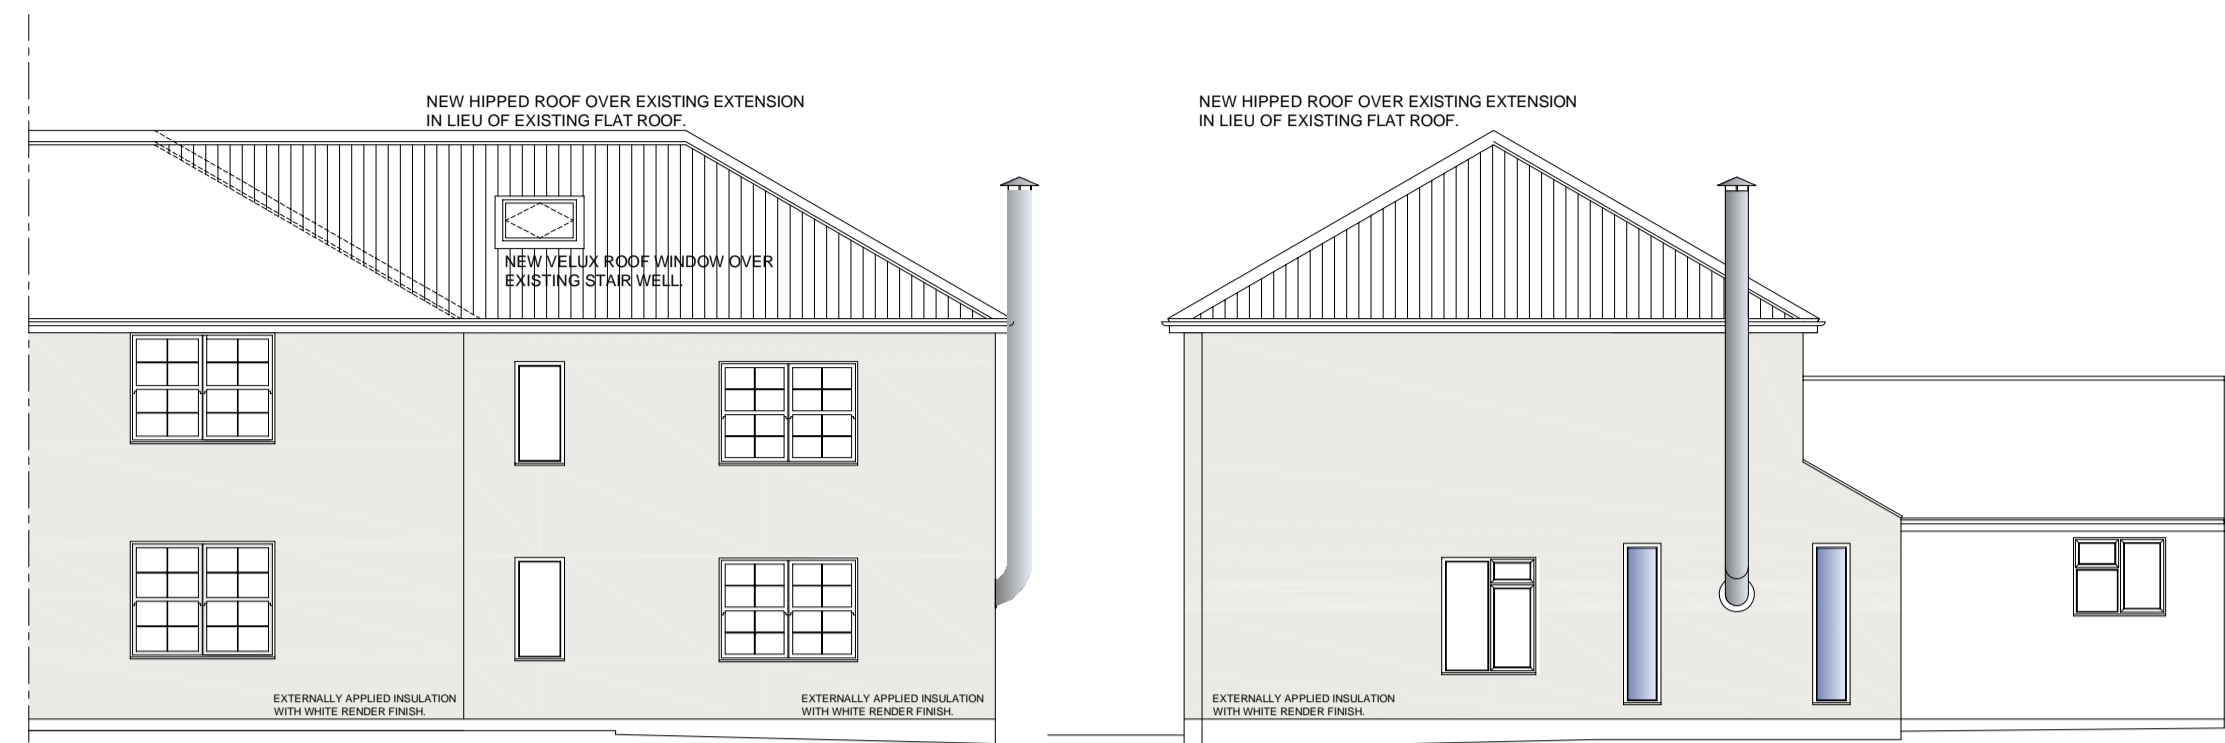 NEW HIPPED ROOF OVER EXISTING EXTENSION
IN LIEU OF EXISTING FLAT ROOF.
NEW VELUX ROOF WINDOW OVER
EXISTING STAIR WELL.
EXTERNALLY APPLIED INSULATION
WITH WHITE RENDER FINISH.
EXTERNALLY APPLIED INSULATION
WITH WHITE RENDER FINISH.
NEW HIPPED ROOF OVER EXISTING EXTENSION
IN LIEU OF EXISTING FLAT ROOF.
EXTERNALLY APPLIED INSULATION
WITH WHITE RENDER FINISH.